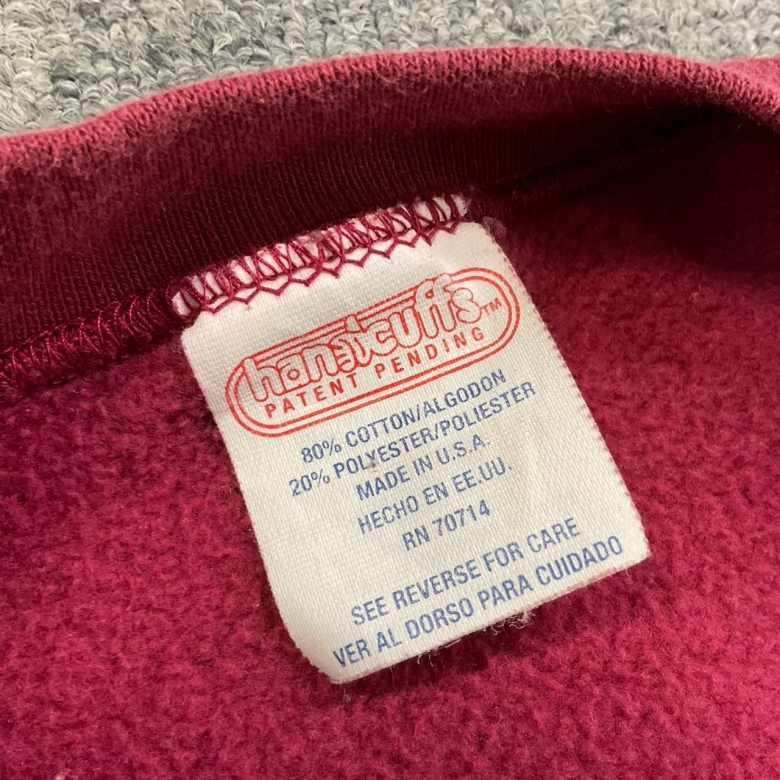 handcuffs™
PATENT PENDING
80% COTTON/ALGODON
20% POLYESTER/POLIESTER
MADE IN U.S.A.
HECHO EN EE.UU.
RN 70714
SEE REVERSE FOR CARE
VER AL DORSO PARA CUIDADO